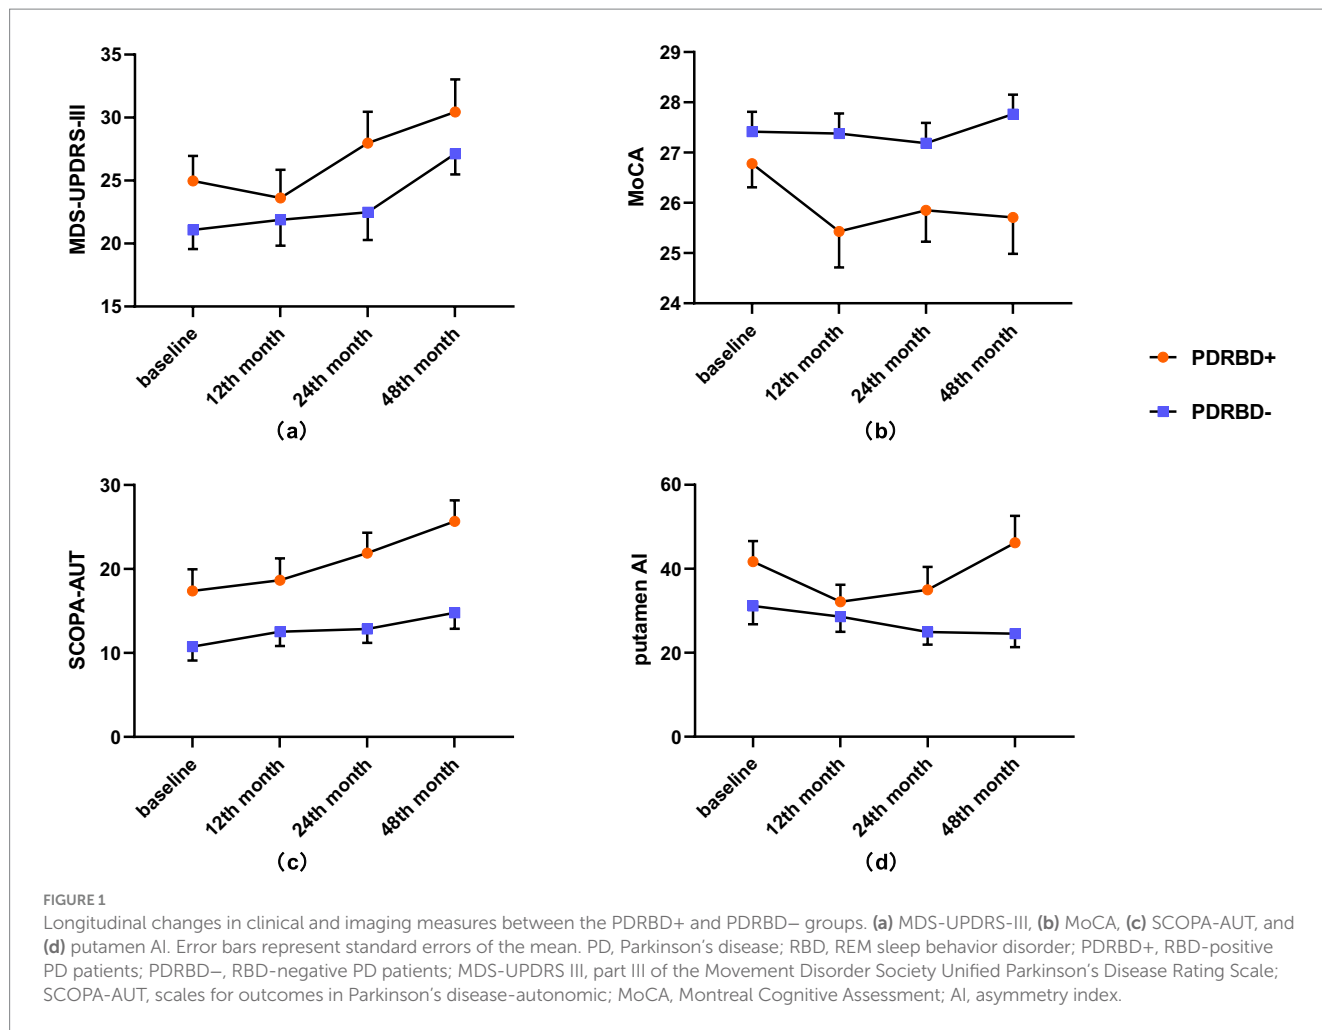 35
30
25
20
15
MDS-UPDRS-III
baseline
12th month
24th month
48th month
(a)
29
28
27
26
25
24
MoCA
baseline
12th month
24th month
48th month
(b)
PDRBD+
PDRBD-
30
20
10
0
SCOPA-AUT
baseline
12th month
24th month
48th month
(c)
60
40
20
0
putamen AI
baseline
12th month
24th month
48th month
(d)
FIGURE 1
Longitudinal changes in clinical and imaging measures between the PDRBD+ and PDRBD– groups. (a) MDS-UPDRS-III, (b) MoCA, (c) SCOPA-AUT, and
(d) putamen AI. Error bars represent standard errors of the mean. PD, Parkinson's disease; RBD, REM sleep behavior disorder; PDRBD+, RBD-positive
PD patients; PDRBD–, RBD-negative PD patients; MDS-UPDRS III, part III of the Movement Disorder Society Unified Parkinson's Disease Rating Scale;
SCOPA-AUT, scales for outcomes in Parkinson's disease-autonomic; MoCA, Montreal Cognitive Assessment; AI, asymmetry index.